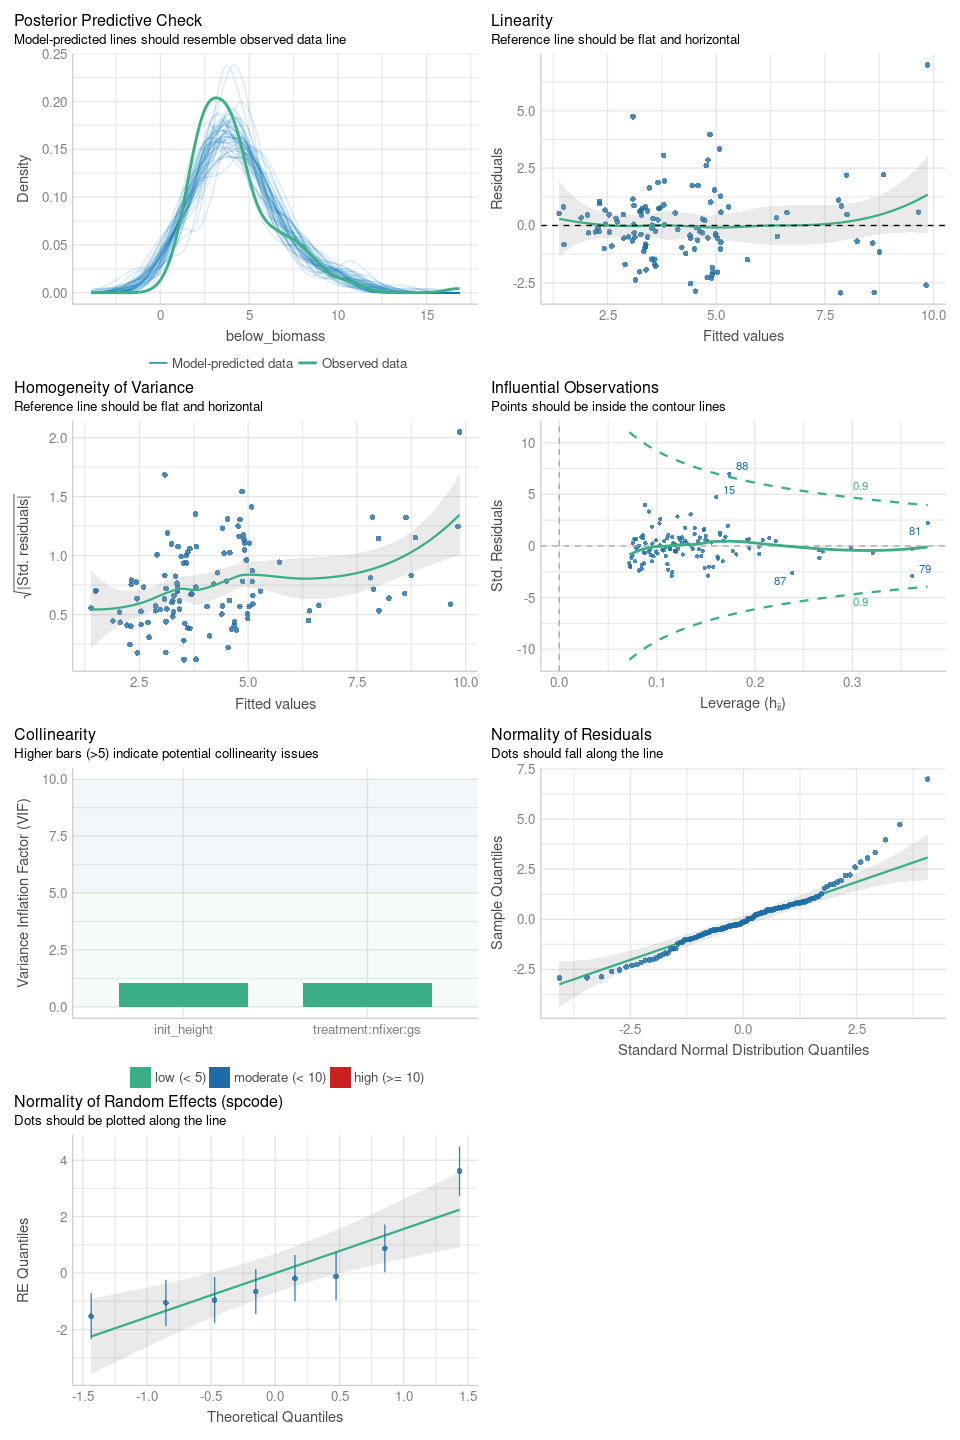 Posterior Predictive Check
Model-predicted lines should resemble observed data line
0.25
0.20
0.15
0.10
0.05
0.00
Density
0
5
10
15
below_biomass
Model-predicted data
Observed data
Linearity
Reference line should be flat and horizontal
5.0
2.5
0.0
-2.5
Residuals
2.5
5.0
7.5
10.0
Fitted values
Homogeneity of Variance
Reference line should be flat and horizontal
2.0
1.5
1.0
0.5
√|Std. residuals|
2.5
5.0
7.5
10.0
Fitted values
Influential Observations
Points should be inside the contour lines
10
5
0
-5
-10
Std. Residuals
88
15
0.9
81
87
79
0.9
0.0
0.1
0.2
0.3
Leverage (hii)
Collinearity
Higher bars (>5) indicate potential collinearity issues
10.0
7.5
5.0
2.5
0.0
Variance Inflation Factor (VIF)
init_height
treatment:nfixer:gs
low (< 5)
moderate (< 10)
high (>= 10)
Normality of Residuals
Dots should fall along the line
7.5
5.0
2.5
0.0
-2.5
Sample Quantiles
-2.5
0.0
2.5
Standard Normal Distribution Quantiles
Normality of Random Effects (spcode)
Dots should be plotted along the line
4
2
0
-2
RE Quantiles
-1.5
-1.0
-0.5
0.0
0.5
1.0
1.5
Theoretical Quantiles